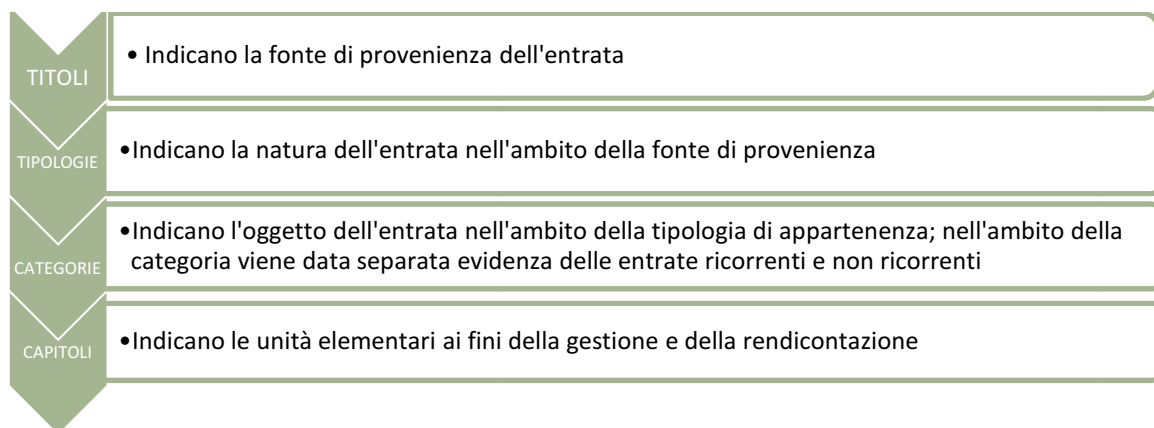 TITOLI
• Indicano la fonte di provenienza dell'entrata
TIPOLOGIE
•Indicano la natura dell'entrata nell'ambito della fonte di provenienza
CATEGORIE
•Indicano l'oggetto dell'entrata nell'ambito della tipologia di appartenenza; nell'ambito della
categoria viene data separata evidenza delle entrate ricorrenti e non ricorrenti
CAPITOLI
•Indicano le unità elementari ai fini della gestione e della rendicontazione